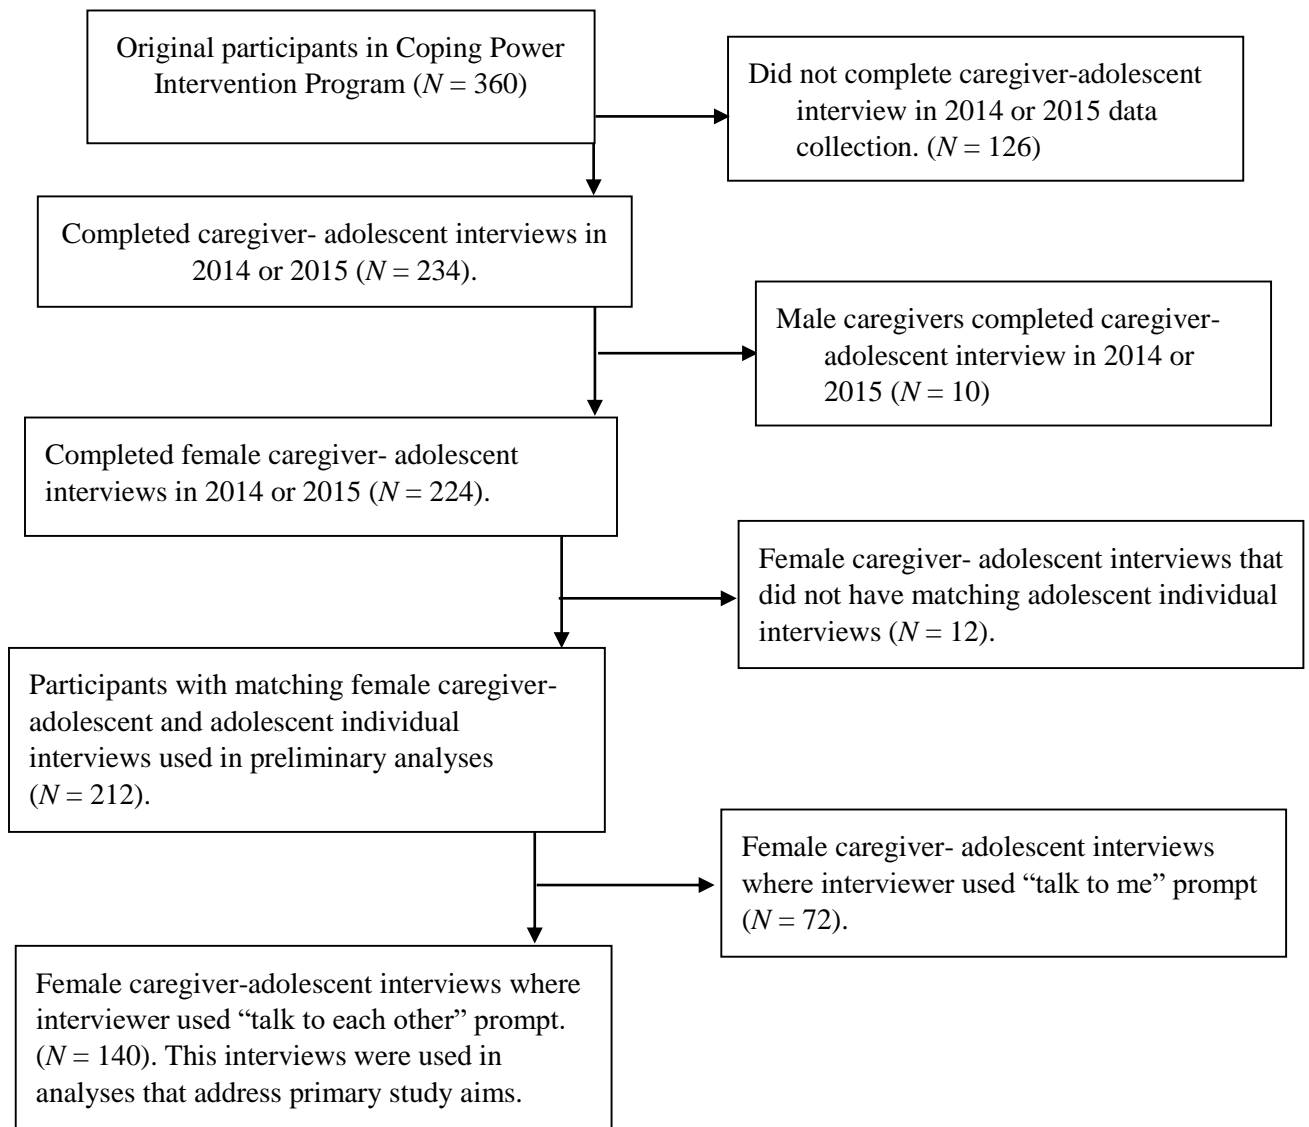 Original participants in Coping Power
Intervention Program (N = 360)
Did not complete caregiver-adolescent
interview in 2014 or 2015 data
collection. (N = 126)
Completed caregiver- adolescent interviews in
2014 or 2015 (N = 234).
Male caregivers completed caregiver-
adolescent interview in 2014 or
2015 (N = 10)
Completed female caregiver- adolescent
interviews in 2014 or 2015 (N = 224).
Female caregiver- adolescent interviews that
did not have matching adolescent individual
interviews (N = 12).
Participants with matching female caregiver-
adolescent and adolescent individual
interviews used in preliminary analyses
(N = 212).
Female caregiver- adolescent interviews
where interviewer used “talk to me” prompt
(N = 72).
Female caregiver-adolescent interviews where
interviewer used “talk to each other” prompt.
(N = 140). This interviews were used in
analyses that address primary study aims.